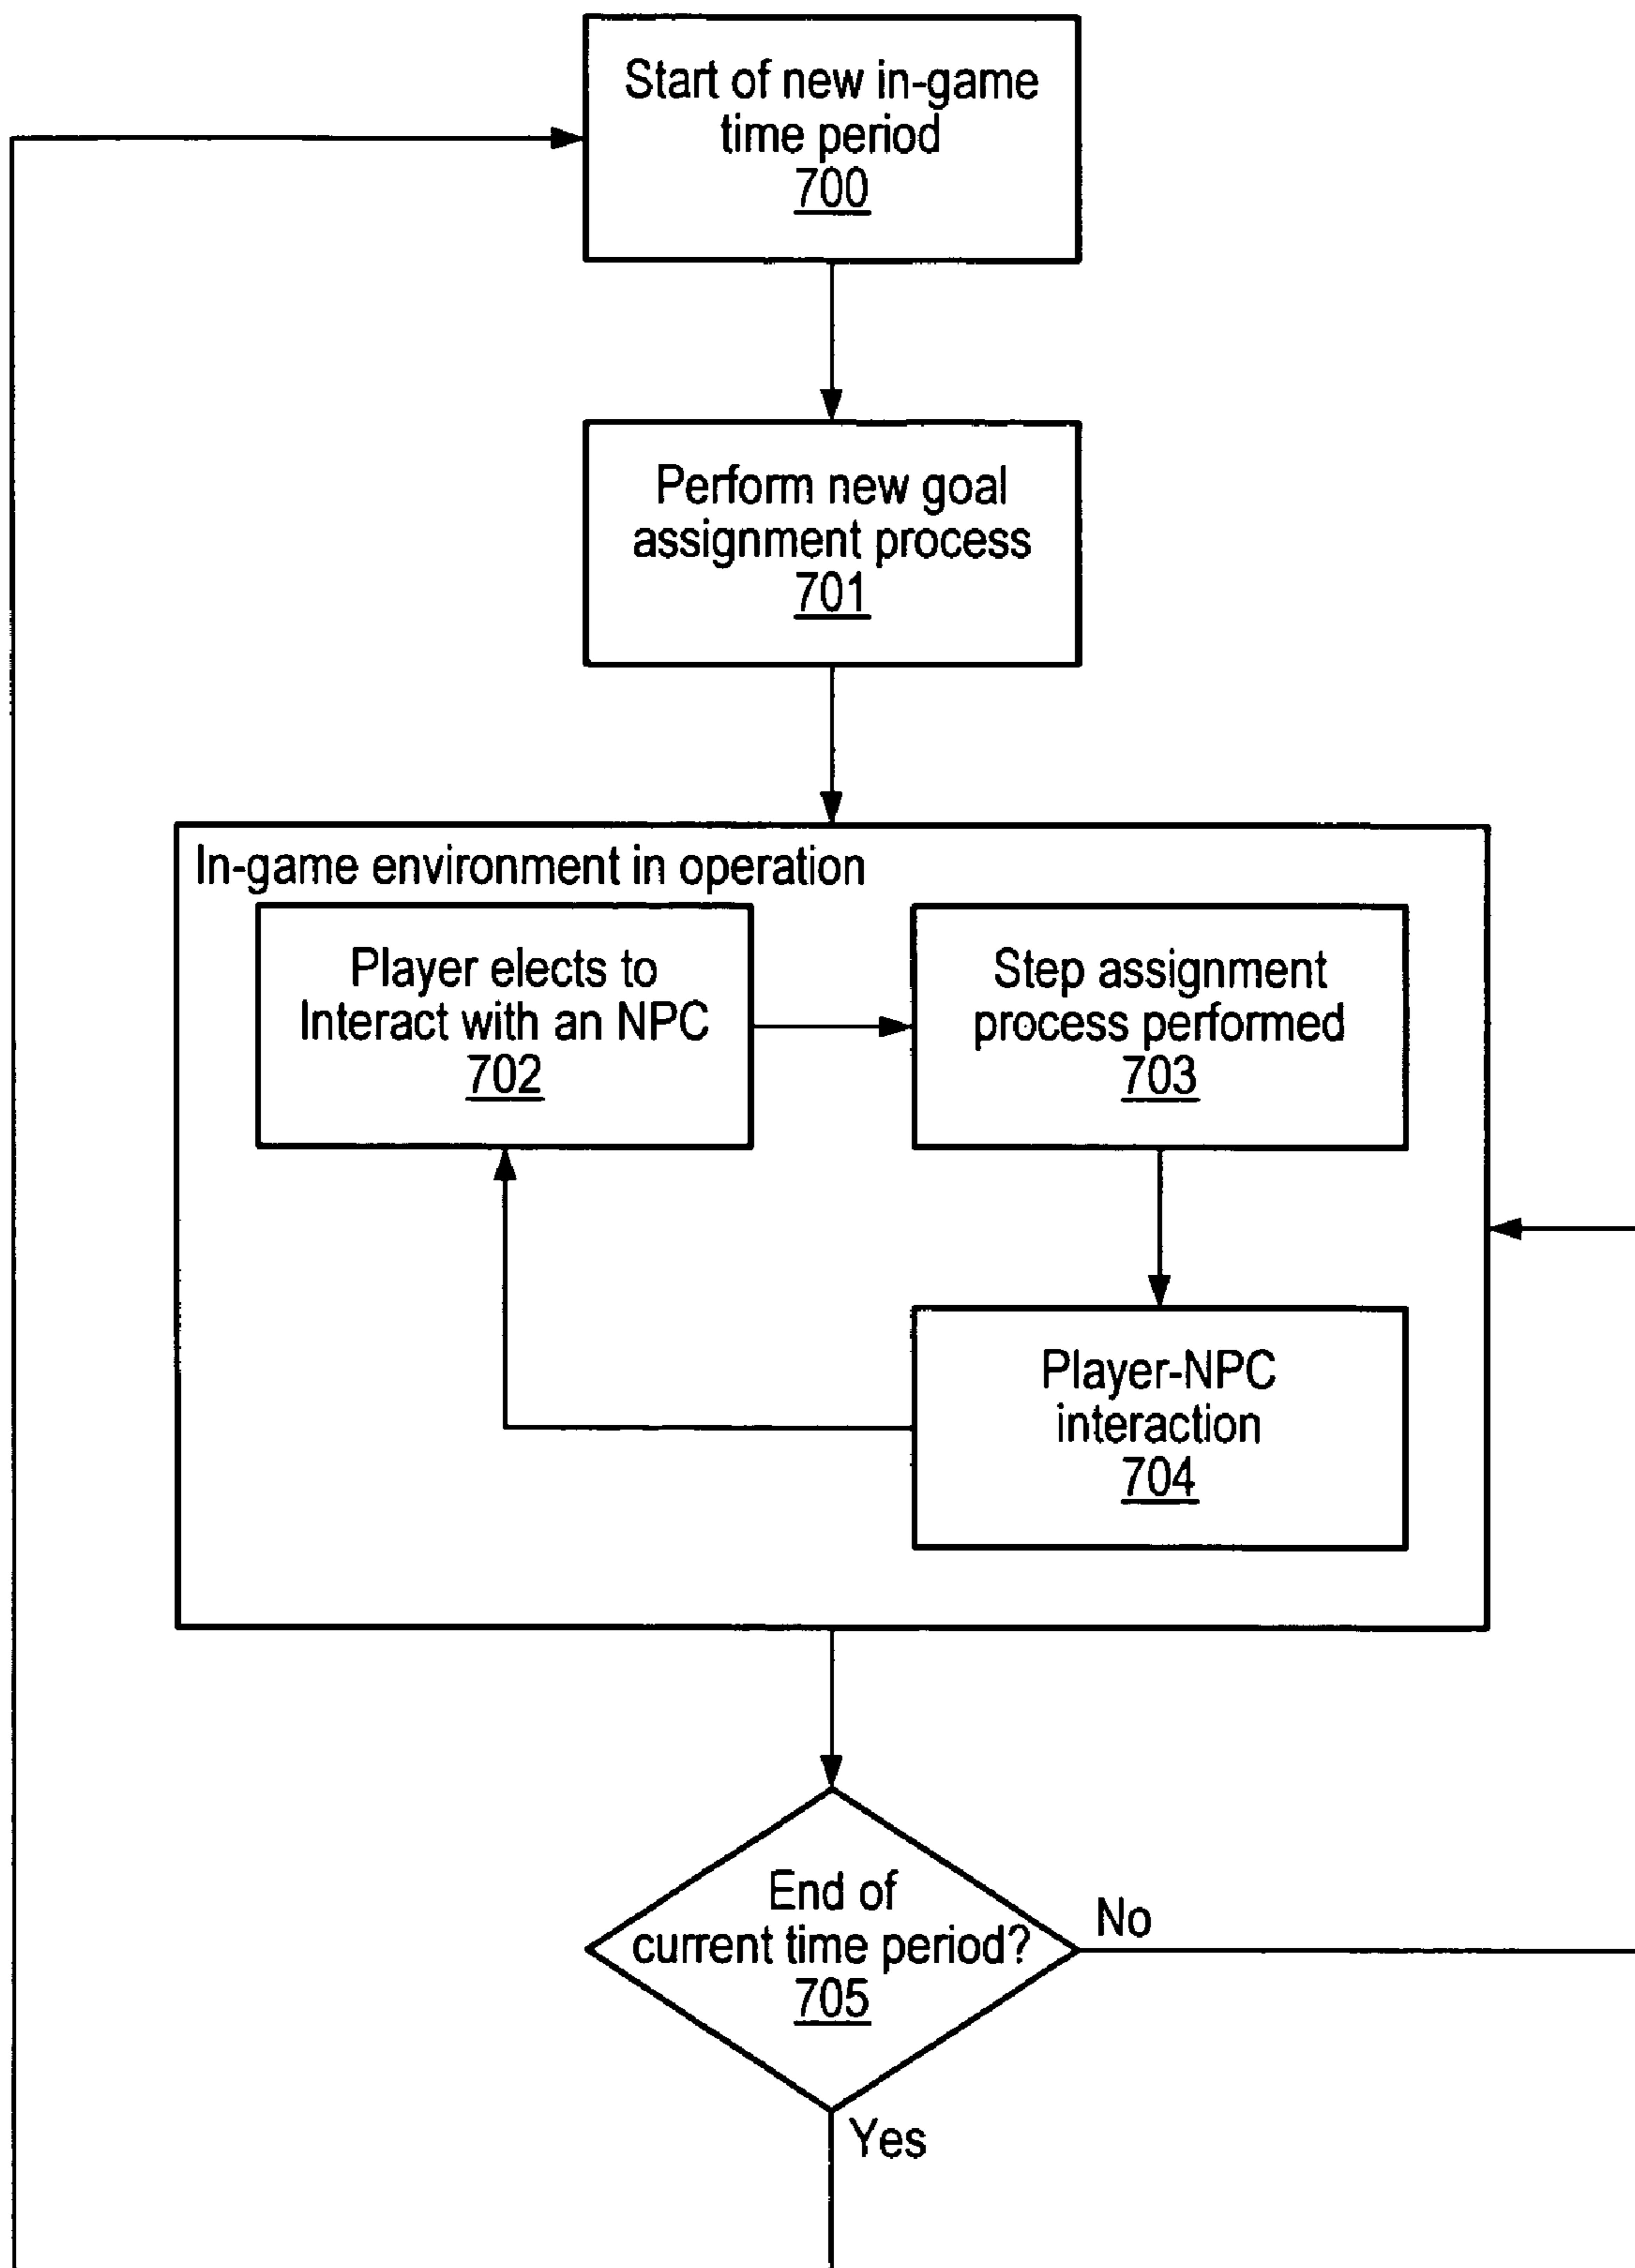 Start of new in-game
time period
700
Perform new goal
assignment process
701
In-game environment in operation
Player elects to
Interact with an NPC
702
Step assignment
process performed
703
Player-NPC
interaction
704
End of
current time period?
705
No
Yes